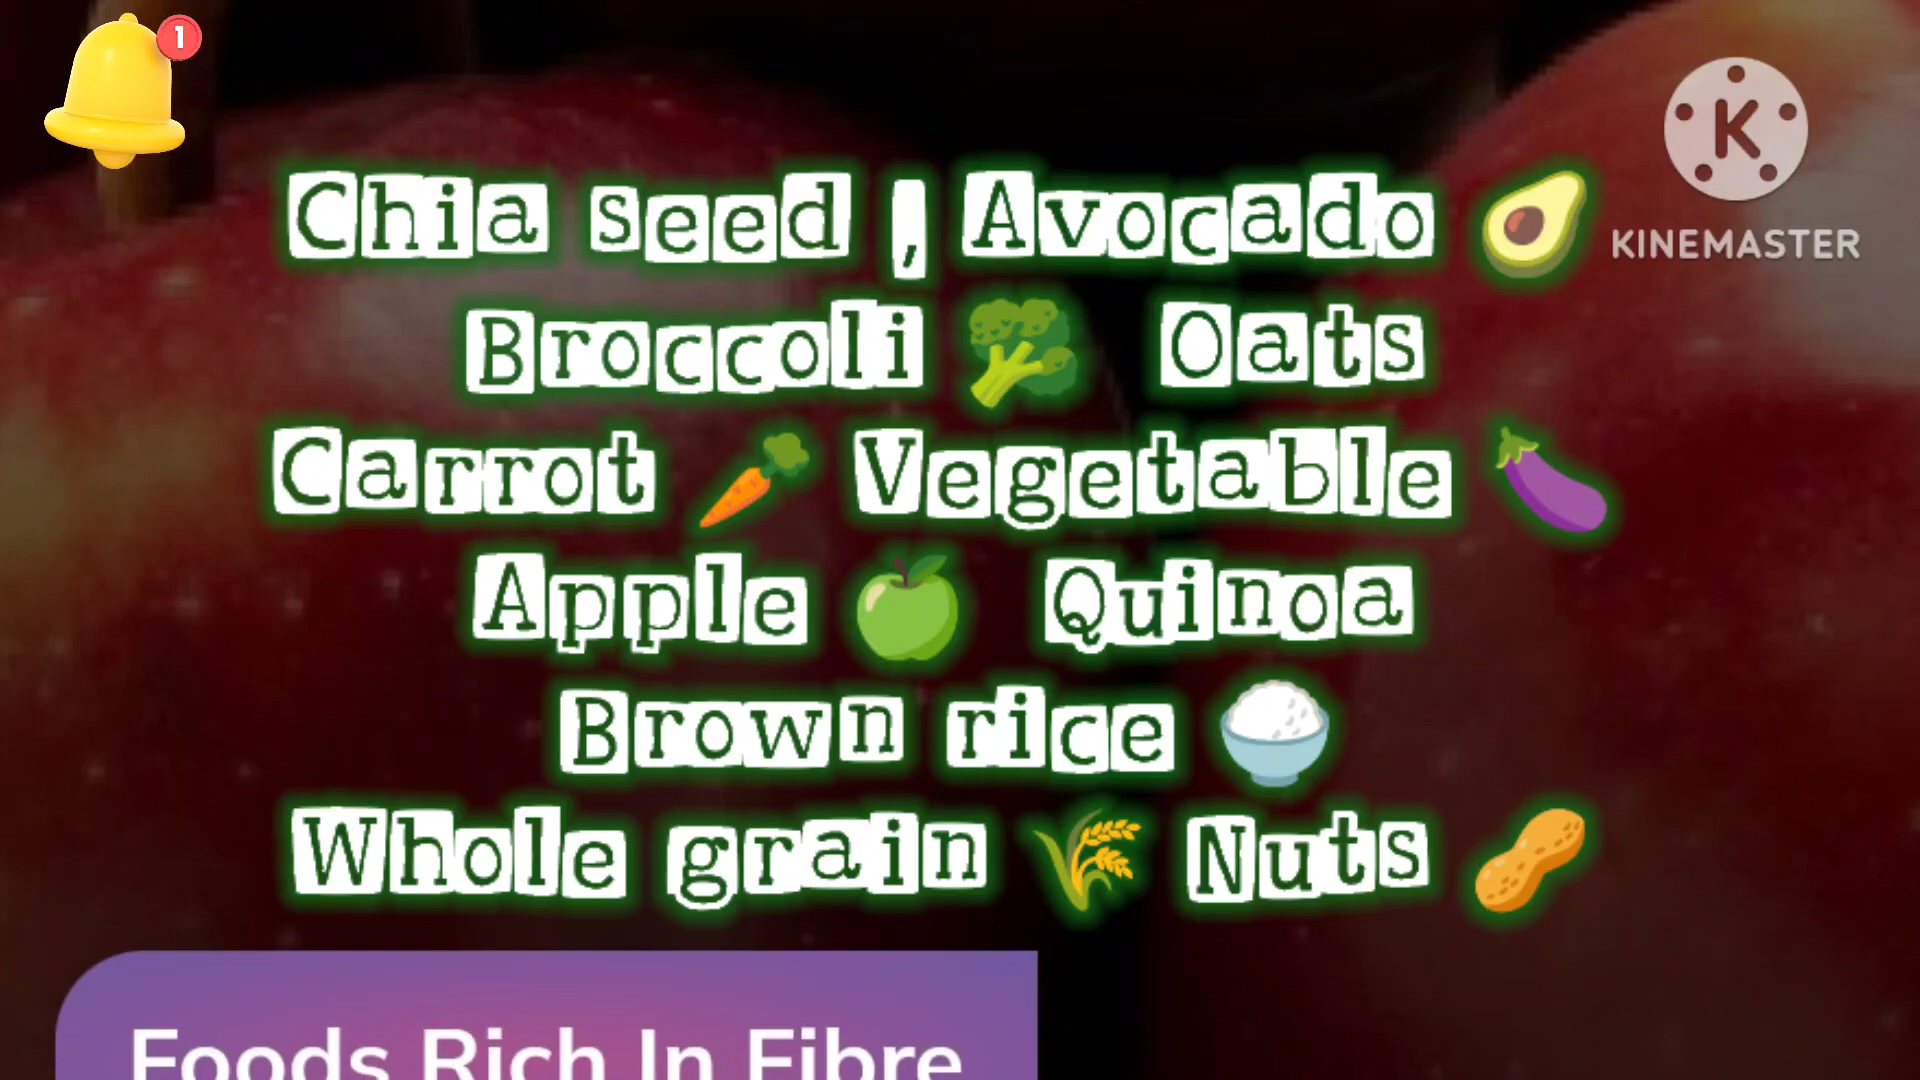 1
K
KINEMASTER
Chia seed , Avocado 🥑
Broccoli 🥦 Oats
Carrot 🥕 Vegetable 🍆
Apple 🍏 Quinoa
Brown rice 🍚
Whole grain 🌾 Nuts 🥜
Foods Rich In Fibre